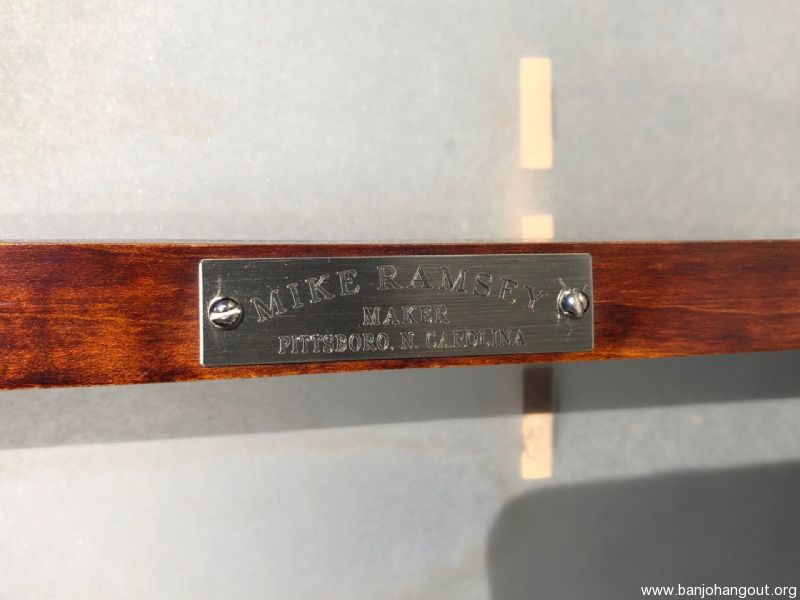 MIKE RAMSEY
MAKER
PITTSBORO, N. CAROLINA
www.banjohangout.org